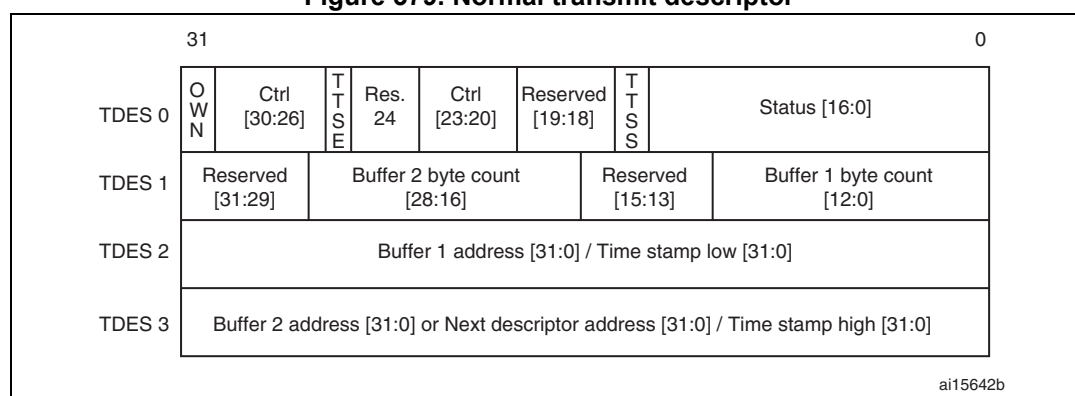 Figure 379. Normal transmit descriptor
31 0
TDES 0 OWN Ctrl [30:26] TTSE Res. 24 Ctrl [23:20] Reserved [19:18] TTSS Status [16:0]
TDES 1 Reserved [31:29] Buffer 2 byte count [28:16] Reserved [15:13] Buffer 1 byte count [12:0]
TDES 2 Buffer 1 address [31:0] / Time stamp low [31:0]
TDES 3 Buffer 2 address [31:0] or Next descriptor address [31:0] / Time stamp high [31:0]
ai15642b